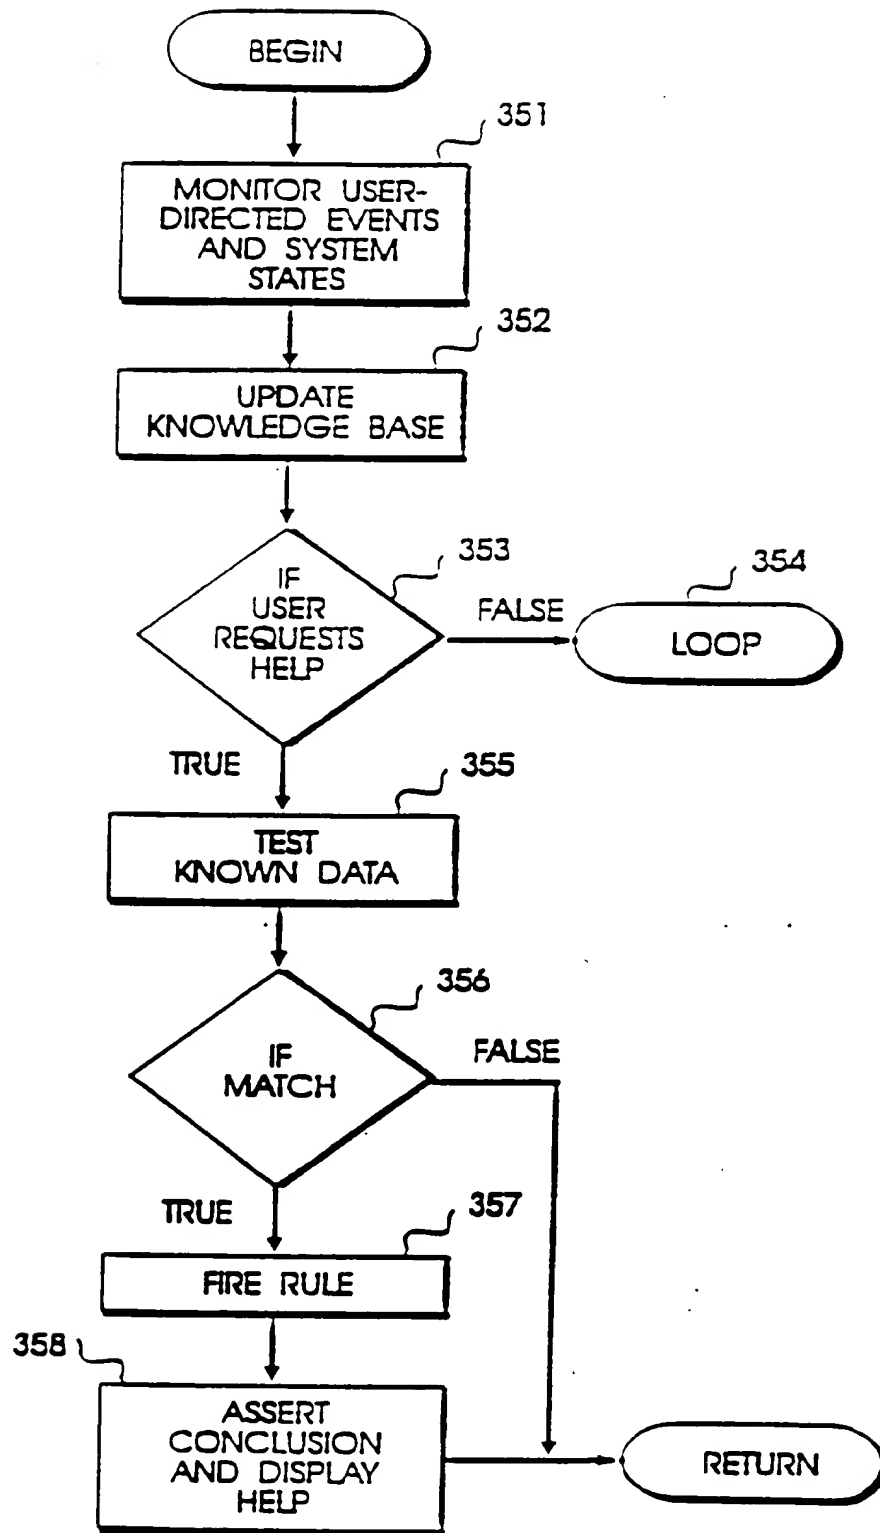 BEGIN
351
MONITOR USER-
DIRECTED EVENTS
AND SYSTEM
STATES
352
UPDATE
KNOWLEDGE BASE
353
IF
USER
REQUESTS
HELP
FALSE
354
LOOP
TRUE
355
TEST
KNOWN DATA
356
IF
MATCH
FALSE
TRUE
357
FIRE RULE
358
ASSERT
CONCLUSION
AND DISPLAY
HELP
RETURN